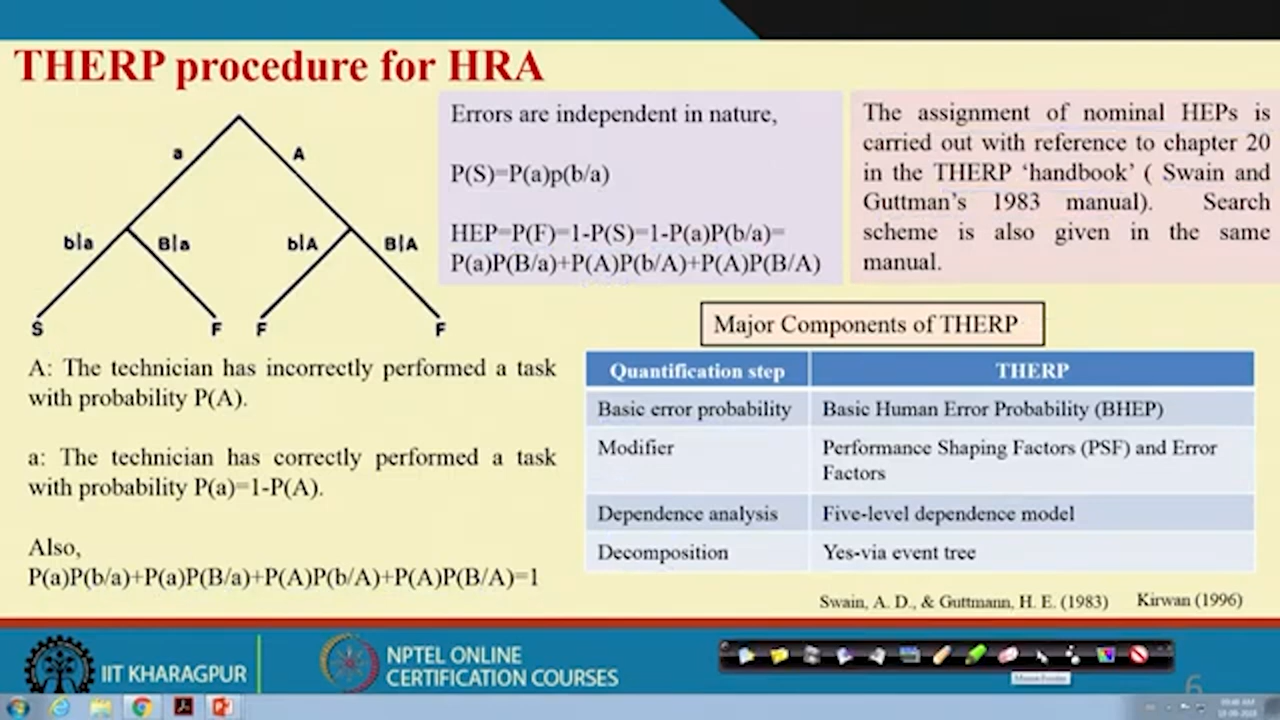 THERP procedure for HRA
a
A
b|a
B|a
b|A
B|A
S
F
F
F
A: The technician has incorrectly performed a task
with probability P(A).
a: The technician has correctly performed a task
with probability P(a)=1-P(A).
Also,
P(a)P(b/a)+P(a)P(B/a)+P(A)P(b/A)+P(A)P(B/A)=1
Errors are independent in nature,
P(S)=P(a)p(b/a)
HEP=P(F)=1-P(S)=1-P(a)P(b/a)=
P(a)P(B/a)+P(A)P(b/A)+P(A)P(B/A)
The assignment of nominal HEPs is
carried out with reference to chapter 20
in the THERP ‘handbook’ ( Swain and
Guttman’s 1983 manual). Search
scheme is also given in the same
manual.
Major Components of THERP
Quantification step THERP
Basic error probability Basic Human Error Probability (BHEP)
Modifier Performance Shaping Factors (PSF) and Error
Factors
Dependence analysis Five-level dependence model
Decomposition Yes-via event tree
Swain, A. D., & Guttmann, H. E. (1983) Kirwan (1996)
IIT KHARAGPUR
NPTEL ONLINE
CERTIFICATION COURSES
6